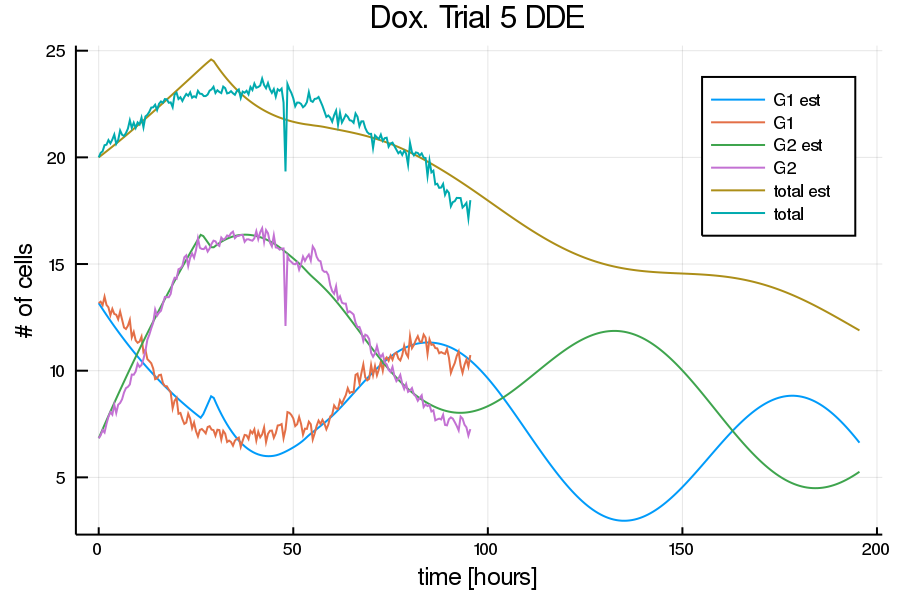 Dox. Trial 5 DDE
25
20
15
10
5
# of cells
G1 est
G1
G2 est
G2
total est
total
0
50
100
150
200
time [hours]